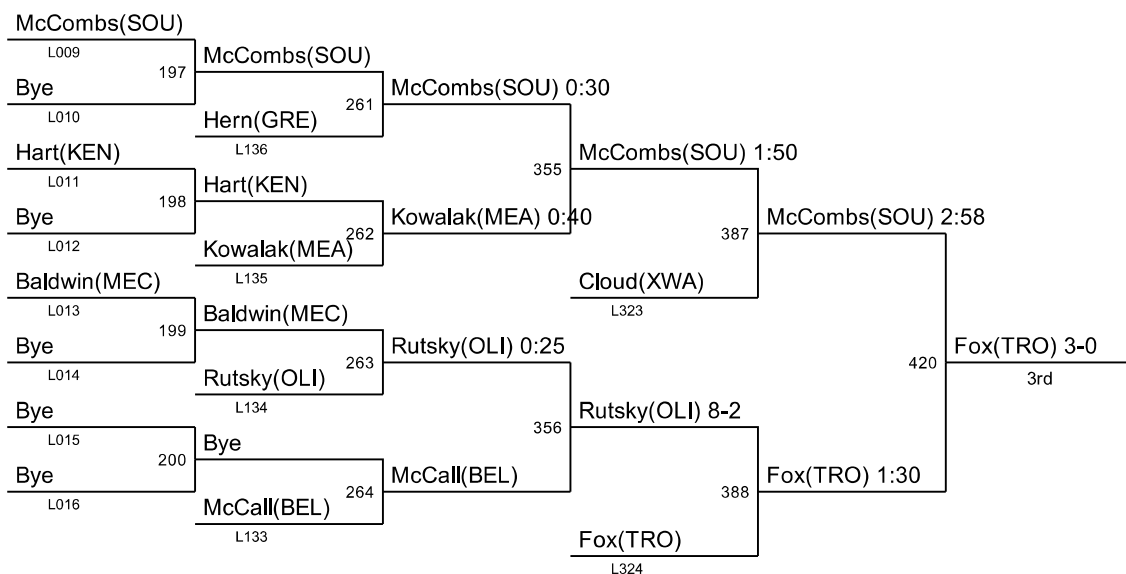 McCombs(SOU)
L009
197
Bye
L010
McCombs(SOU)
261
Hern(GRE)
L136
McCombs(SOU) 0:30
Hart(KEN)
L011
198
Bye
L012
Hart(KEN)
262
Kowalak(MEA)
L135
Kowalak(MEA) 0:40
355
McCombs(SOU) 1:50
387
Cloud(XWA)
L323
McCombs(SOU) 2:58
Baldwin(MEC)
L013
199
Bye
L014
Baldwin(MEC)
263
Rutsky(OLI)
L134
Rutsky(OLI) 0:25
Bye
L015
200
Bye
L016
Bye
264
McCall(BEL)
L133
McCall(BEL)
356
Rutsky(OLI) 8-2
388
Fox(TRO)
L324
Fox(TRO) 1:30
420
Fox(TRO) 3-0
3rd